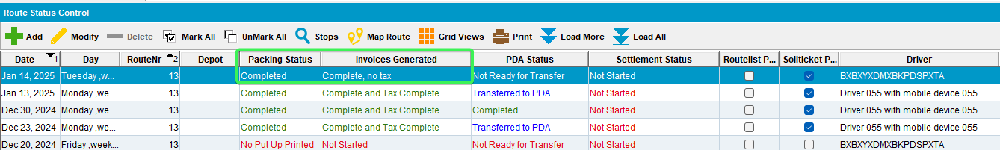 Route Status Control
Add Modify Delete Mark All UnMark All Stops Map Route Grid Views Print Load More Load All
Date 1 Day RouteNr 2 Depot Packing Status Invoices Generated PDA Status Settlement Status Routelist P... Soilticket P... Driver
Jan 14, 2025 Tuesday ,w... 13 Completed Complete, no tax Not Ready for Transfer Not Started BXBXYXDMXBKPDSPXTA
Jan 13, 2025 Monday ,we... 13 Completed Complete and Tax Complete Transferred to PDA Not Started Driver 055 with mobile device 055
Dec 30, 2024 Monday ,we... 13 Completed Complete and Tax Complete Completed Not Started Driver 055 with mobile device 055
Dec 23, 2024 Monday ,we... 13 Completed Complete and Tax Complete Transferred to PDA Not Started Driver 055 with mobile device 055
Dec 20, 2024 Friday ,week... 13 No Put Up Printed Not Started Not Ready for Transfer Not Started BXBXYXDMXBKPDSPXTA